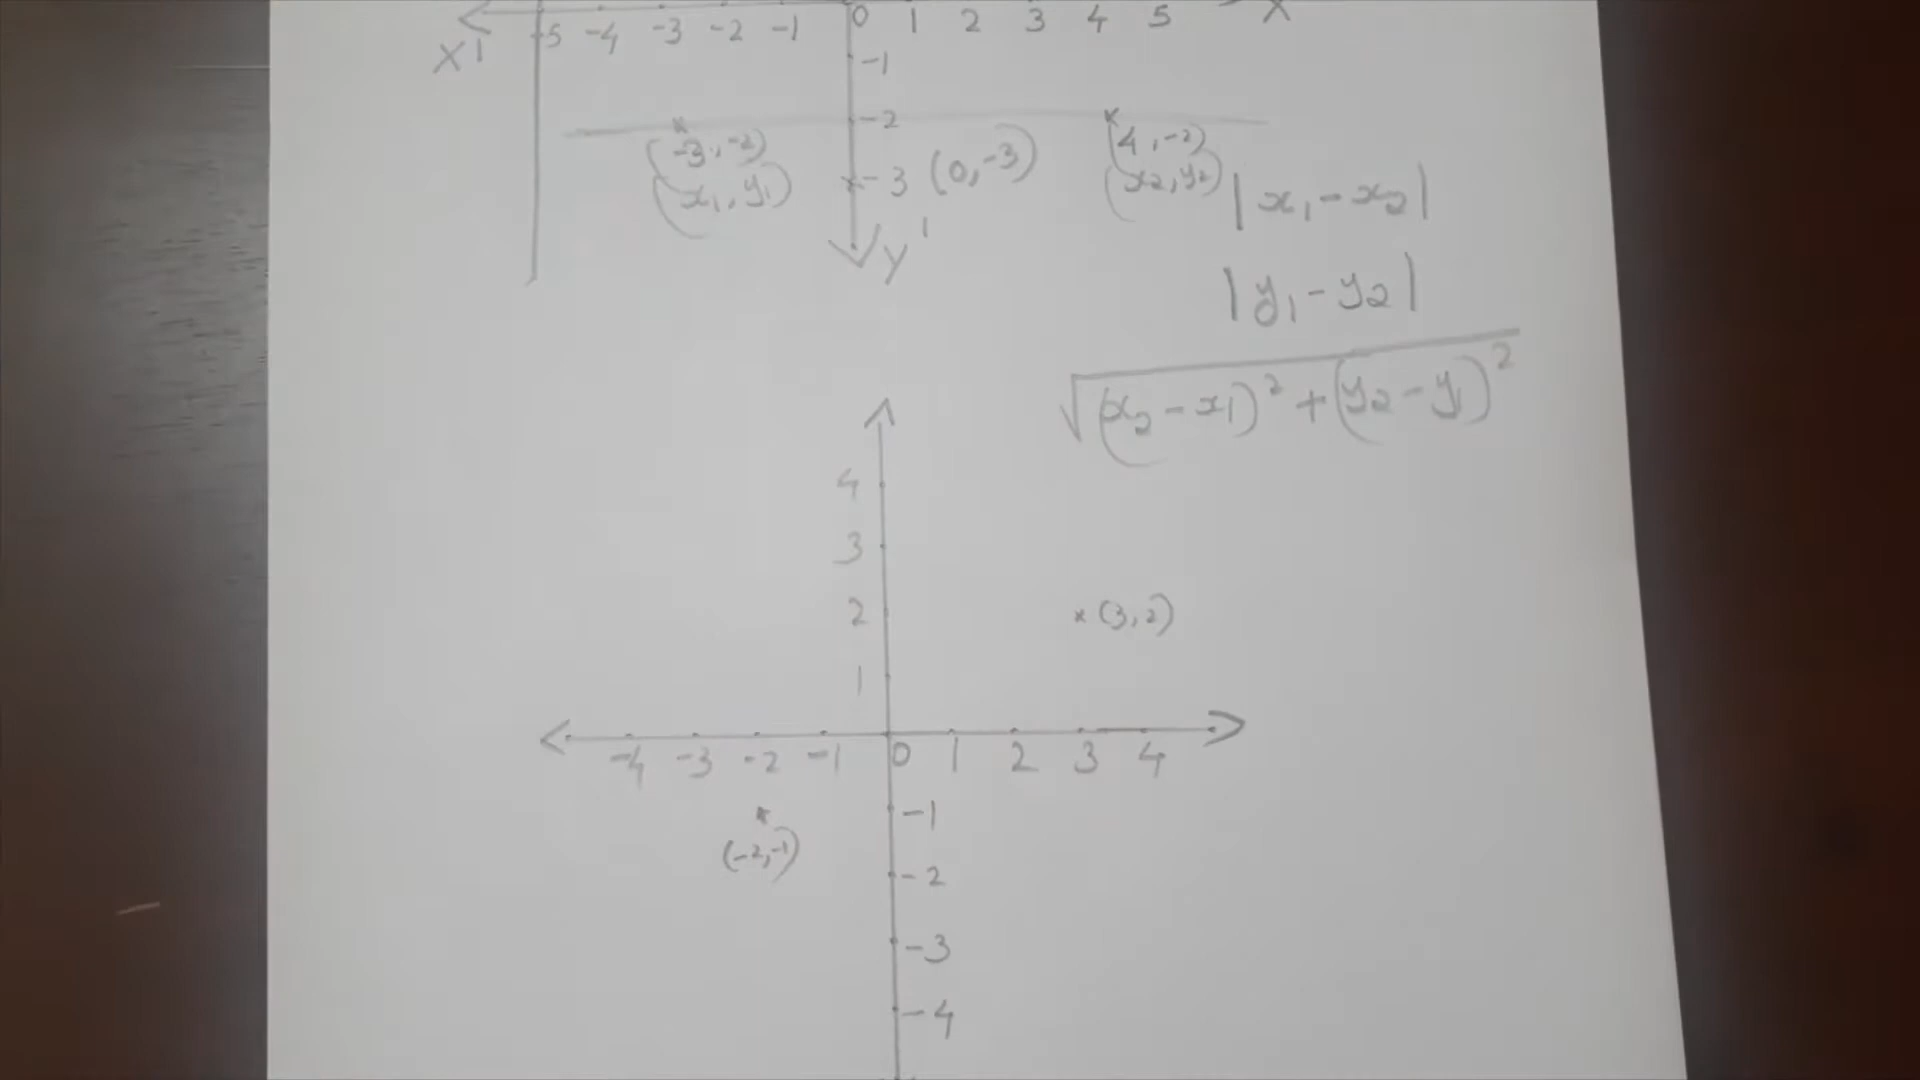 X' -5 -4 -3 -2 -1 0 1 2 3 4 5 X
-1
-2
(-3, -2) (4, -2)
(x₁, y₁) -3 (0, -3) (x₂, y₂) |x₁ - x₂|
Y'
|y₁ - y₂|
√(x₂ - x₁)² + (y₂ - y₁)²
4
3
2 (3, 2)
1
-4 -3 -2 -1 0 1 2 3 4
-1
(-2, -1)
-2
-3
-4